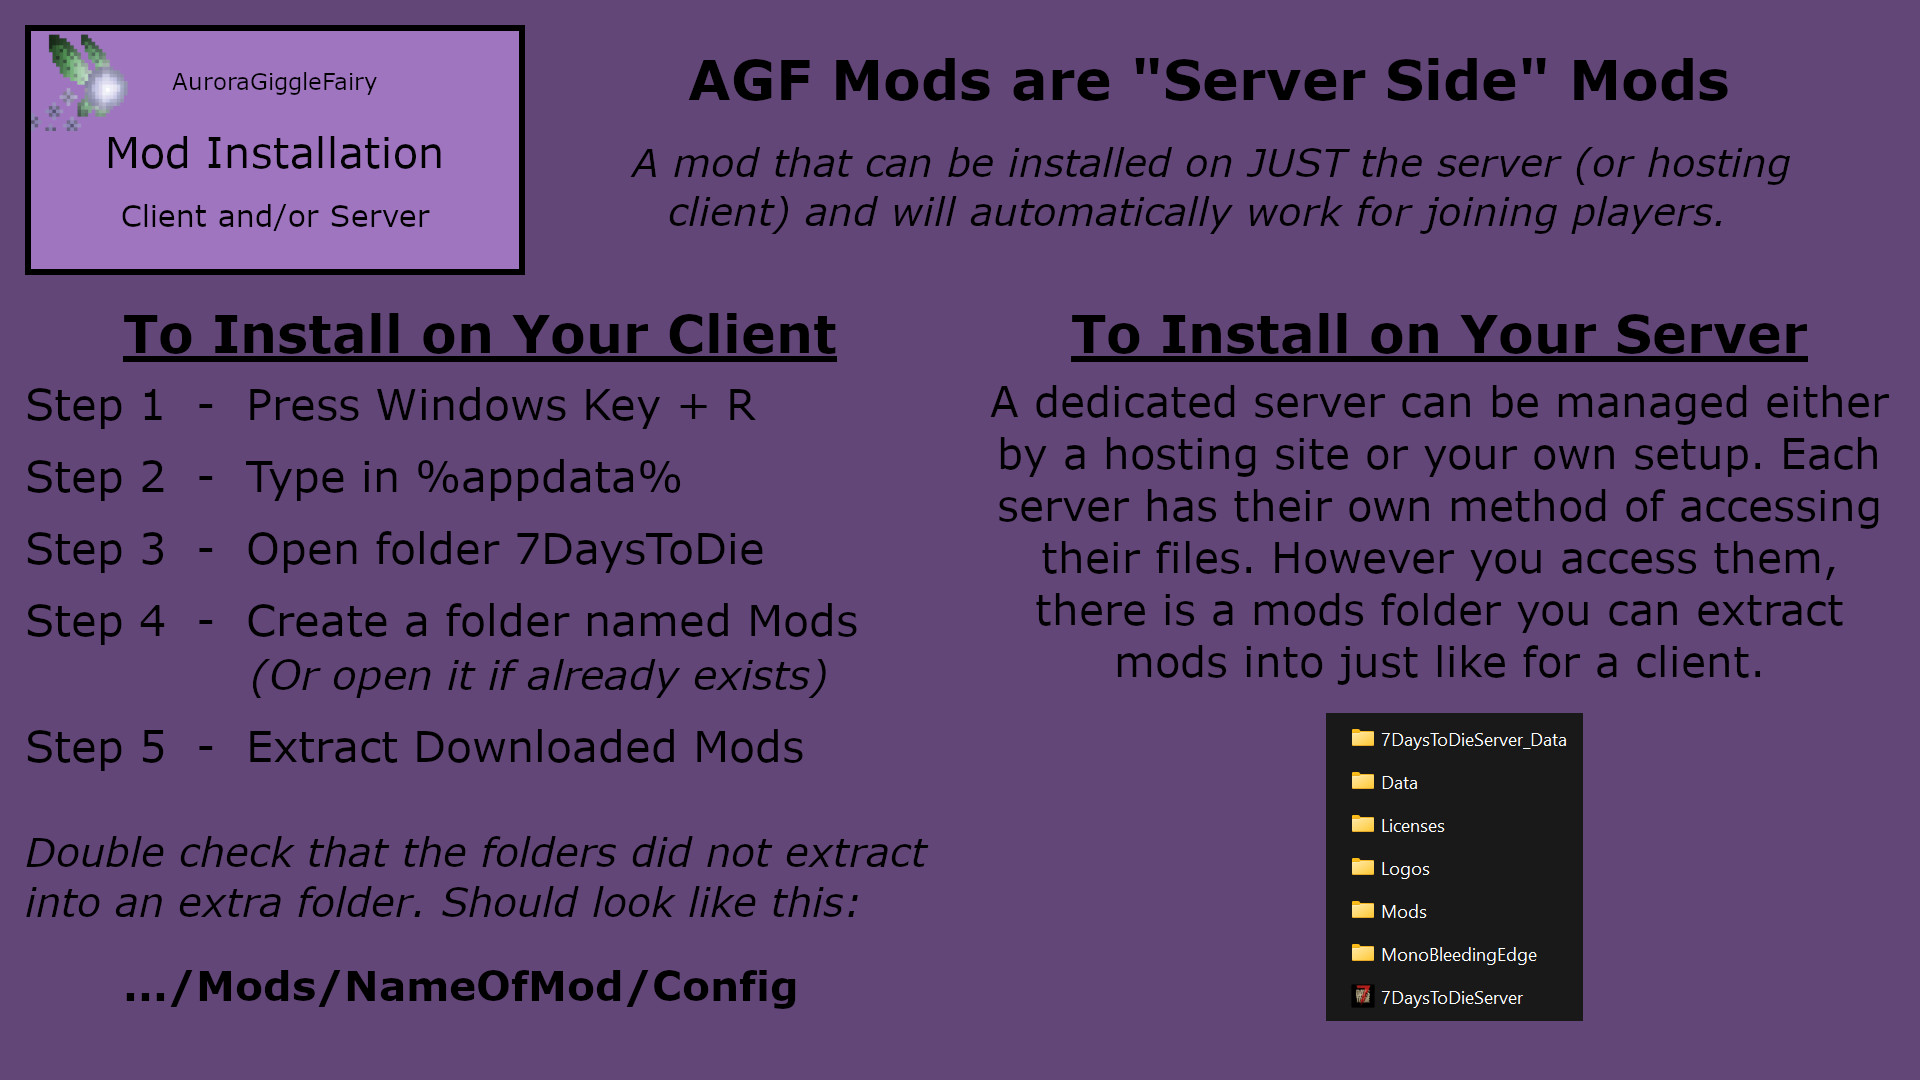 AuroraGiggleFairy
Mod Installation
Client and/or Server
AGF Mods are "Server Side" Mods
A mod that can be installed on JUST the server (or hosting
client) and will automatically work for joining players.
To Install on Your Client
Step 1 - Press Windows Key + R
Step 2 - Type in %appdata%
Step 3 - Open folder 7DaysToDie
Step 4 - Create a folder named Mods
(Or open it if already exists)
Step 5 - Extract Downloaded Mods
Double check that the folders did not extract
into an extra folder. Should look like this:
.../Mods/NameOfMod/Config
To Install on Your Server
A dedicated server can be managed either
by a hosting site or your own setup. Each
server has their own method of accessing
their files. However you access them,
there is a mods folder you can extract
mods into just like for a client.
7DaysToDieServer_Data
Data
Licenses
Logos
Mods
MonoBleedingEdge
7DaysToDieServer